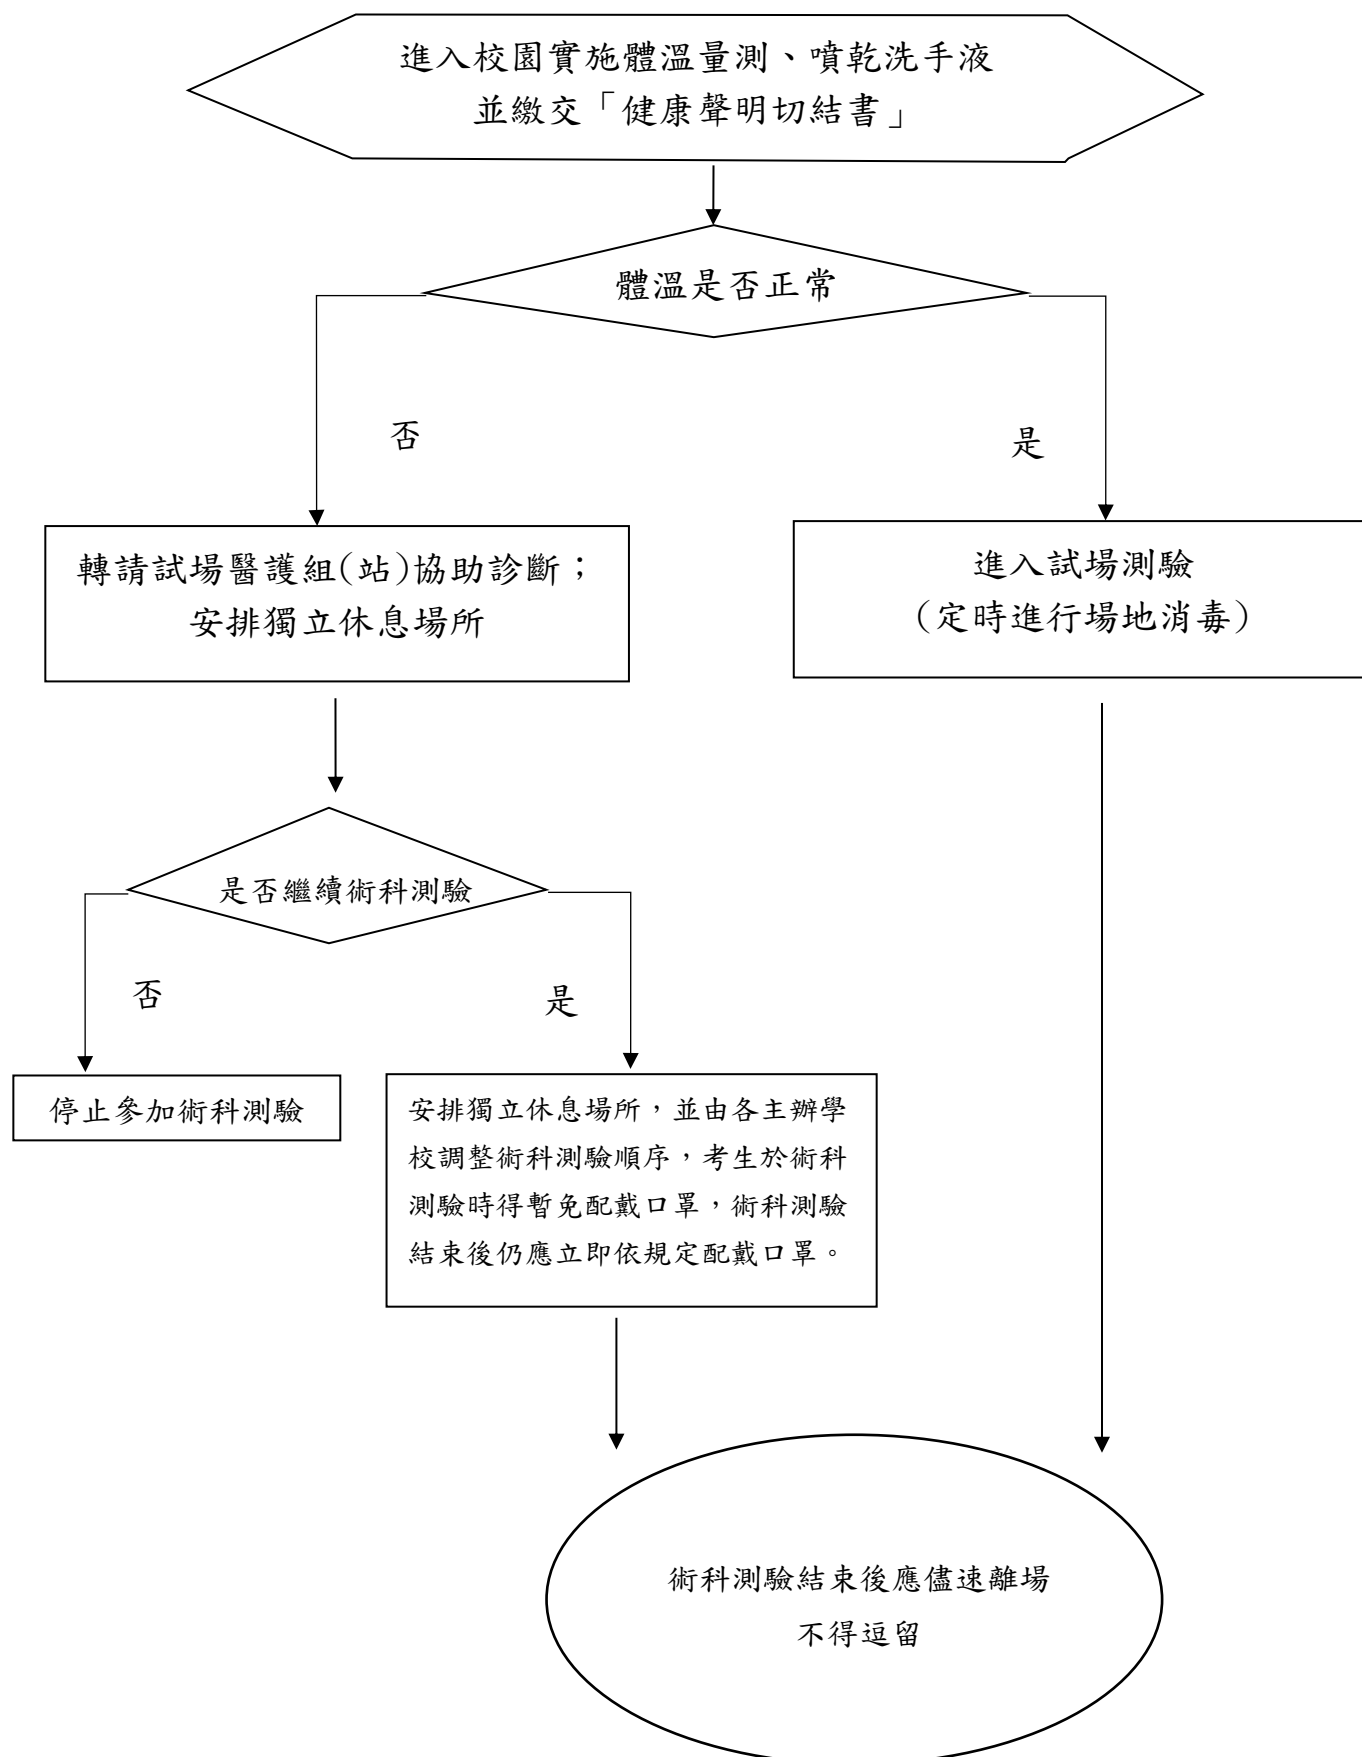 進入校園實施體溫量測、噴乾洗手液
並繳交「健康聲明切結書」
體溫是否正常
否
是
轉請試場醫護組(站)協助診斷；
安排獨立休息場所
進入試場測驗
(定時進行場地消毒)
是否繼續術科測驗
否
是
停止參加術科測驗
安排獨立休息場所，並由各主辦學
校調整術科測驗順序，考生於術科
測驗時得暫免配戴口罩，術科測驗
結束後仍應立即依規定配戴口罩。
術科測驗結束後應儘速離場
不得逗留